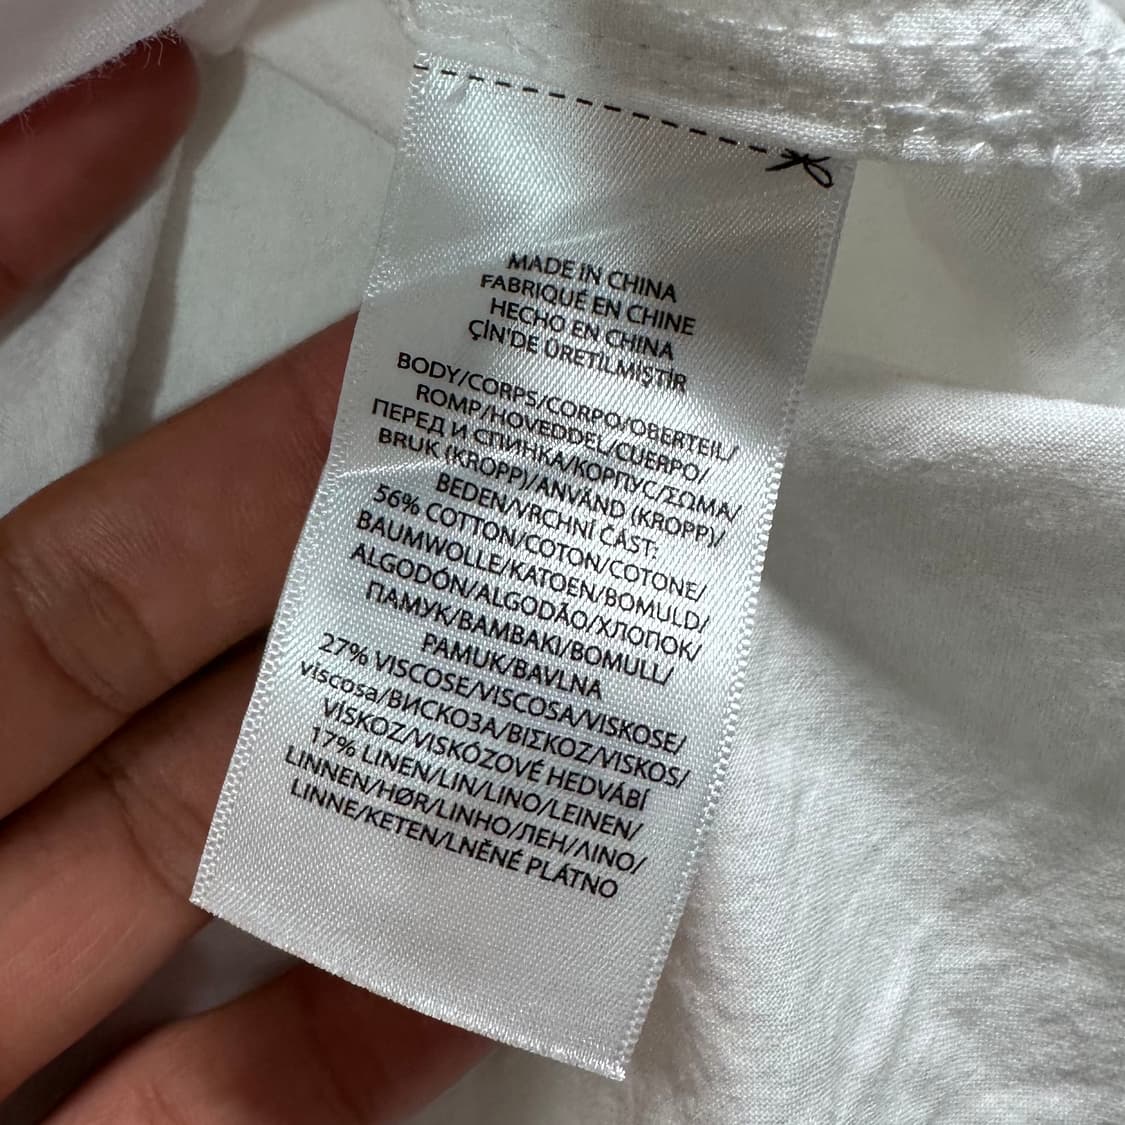 MADE IN CHINA
FABRIQUÉ EN CHINE
HECHO EN CHINA
ÇİN'DE ÜRETİLMİŞTİR
BODY/CORPS/CORPO/OBERTEIL/
ROMP/HOVEDDEL/CUERPO/
ПЕРЕД И СПИНКА/КОРПУС/ΣΩΜΑ/
BRUK (KROPP)/ANVÄND (KROPP)/
BEDEN/VRCHNÍ ČÁST:
56% COTTON/COTON/COTONE/
BAUMWOLLE/KATOEN/BOMULD/
ALGODÓN/ALGODÃO/ХЛОПОК/
ПАМУК/ΒΑΜΒΑΚΙ/BOMULL/
PAMUK/BAVLNA
27% VISCOSE/VISCOSA/VISKOSE/
viscosa/ВИСКОЗА/ΒΙΣΚΟΖ/VISKOS/
VİSKOZ/VISKÓZOVÉ HEDVÁBÍ
17% LINEN/LIN/LINO/LEINEN/
LINNEN/HØR/LINHO/ЛЕН/ΛΙΝΟ/
LINNE/KETEN/LNĚNÉ PLÁTNO